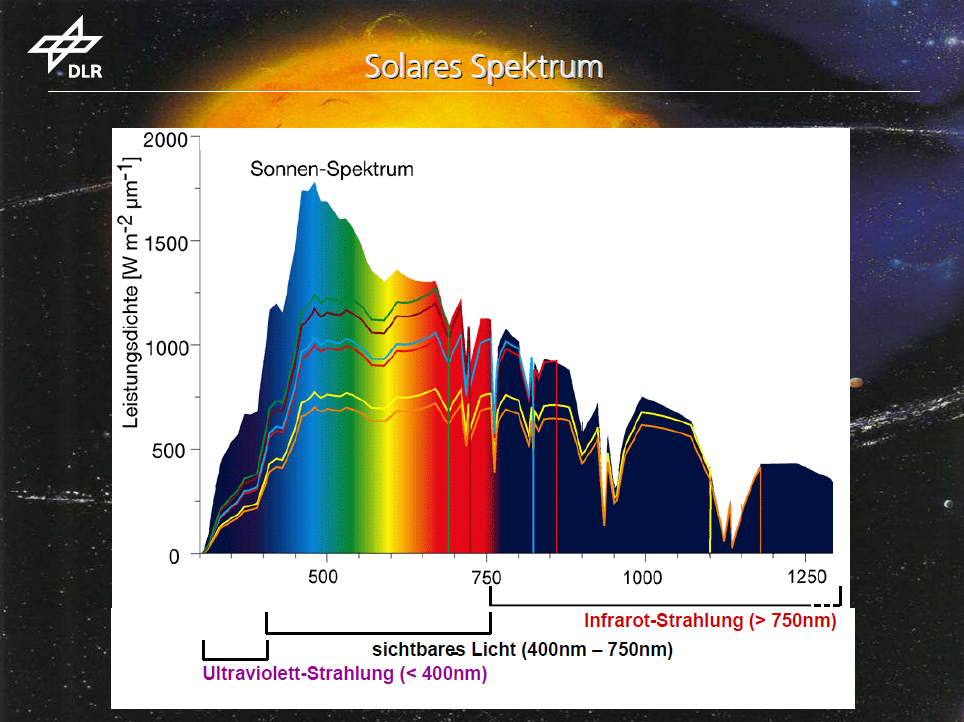 DLR
Solares Spektrum
Sonnen-Spektrum
Leistungsdichte [W m-2 µm-1]
2000
1500
1000
500
0
500 750 1000 1250
Infrarot-Strahlung (> 750nm)
sichtbares Licht (400nm – 750nm)
Ultraviolett-Strahlung (< 400nm)